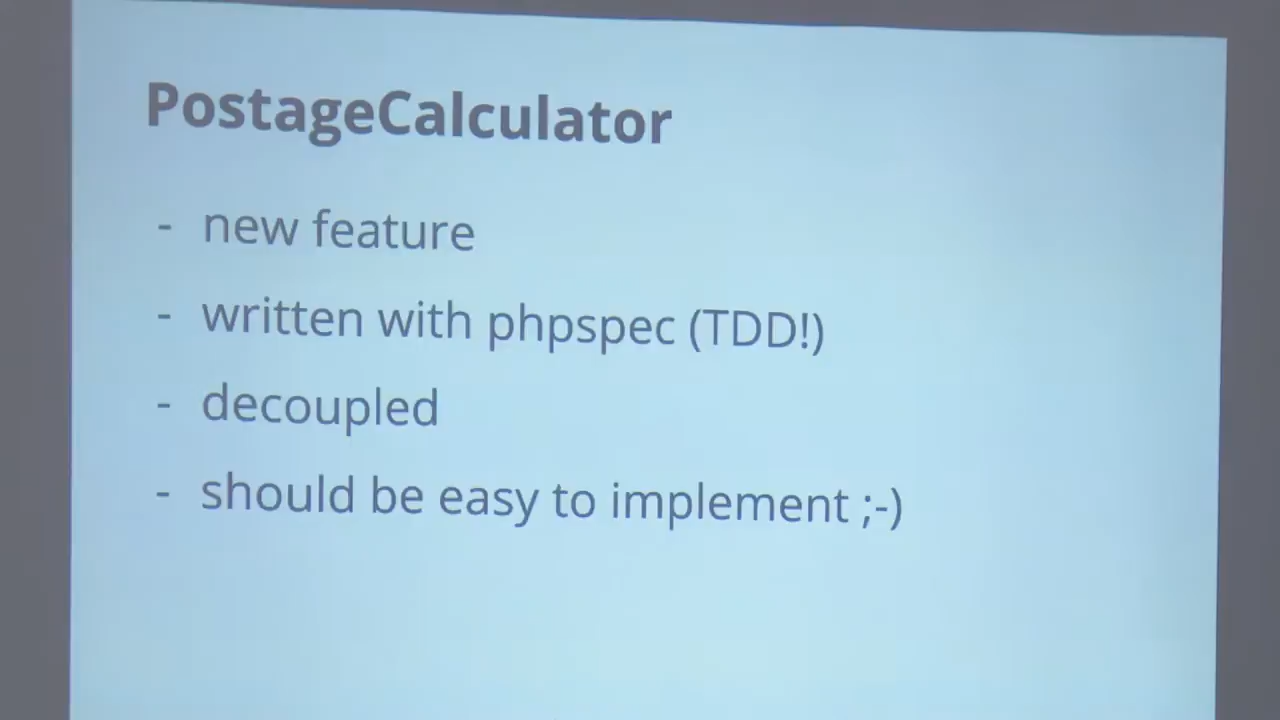 PostageCalculator
- new feature
- written with phpspec (TDD!)
- decoupled
- should be easy to implement ;-)